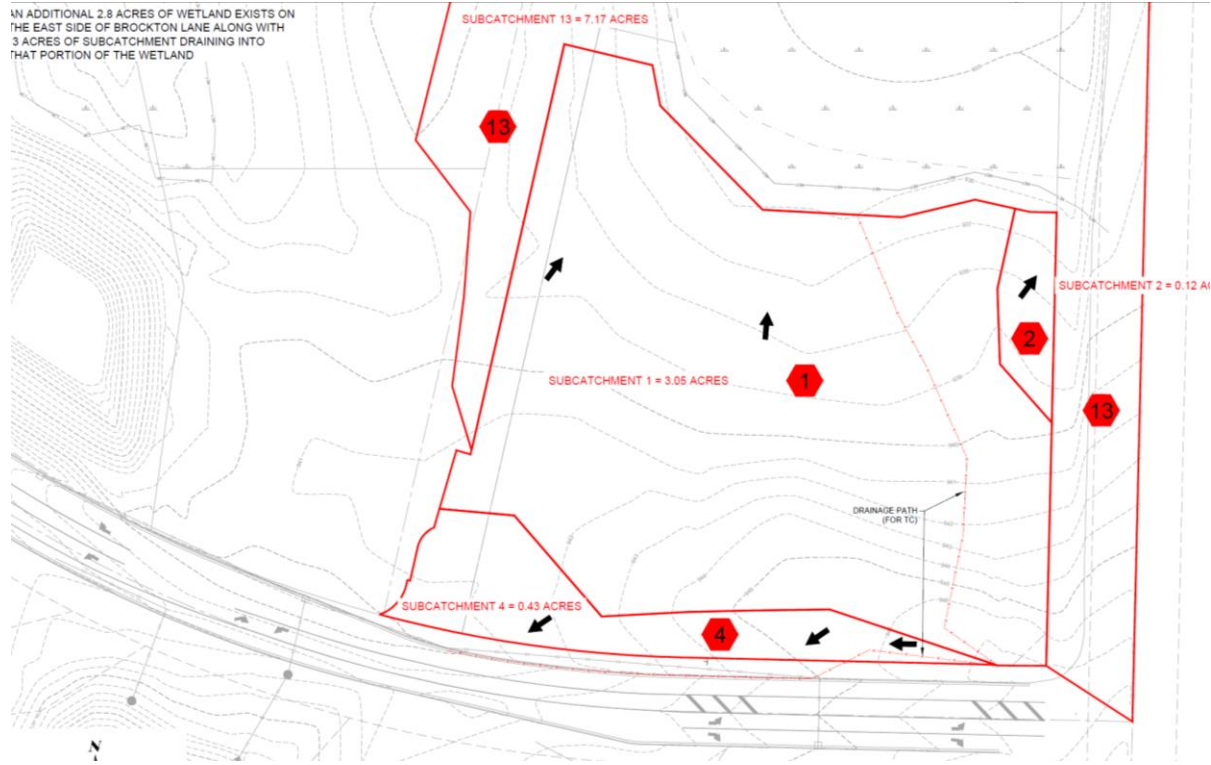 AN ADDITIONAL 2.8 ACRES OF WETLAND EXISTS ON
THE EAST SIDE OF BROCKTON LANE ALONG WITH
3 ACRES OF SUBCATCHMENT DRAINING INTO
THAT PORTION OF THE WETLAND
SUBCATCHMENT 13 = 7.17 ACRES
13
SUBCATCHMENT 2 = 0.12 AC
2
SUBCATCHMENT 1 = 3.05 ACRES
1
13
DRAINAGE PATH
(FOR TC)
SUBCATCHMENT 4 = 0.43 ACRES
4
N